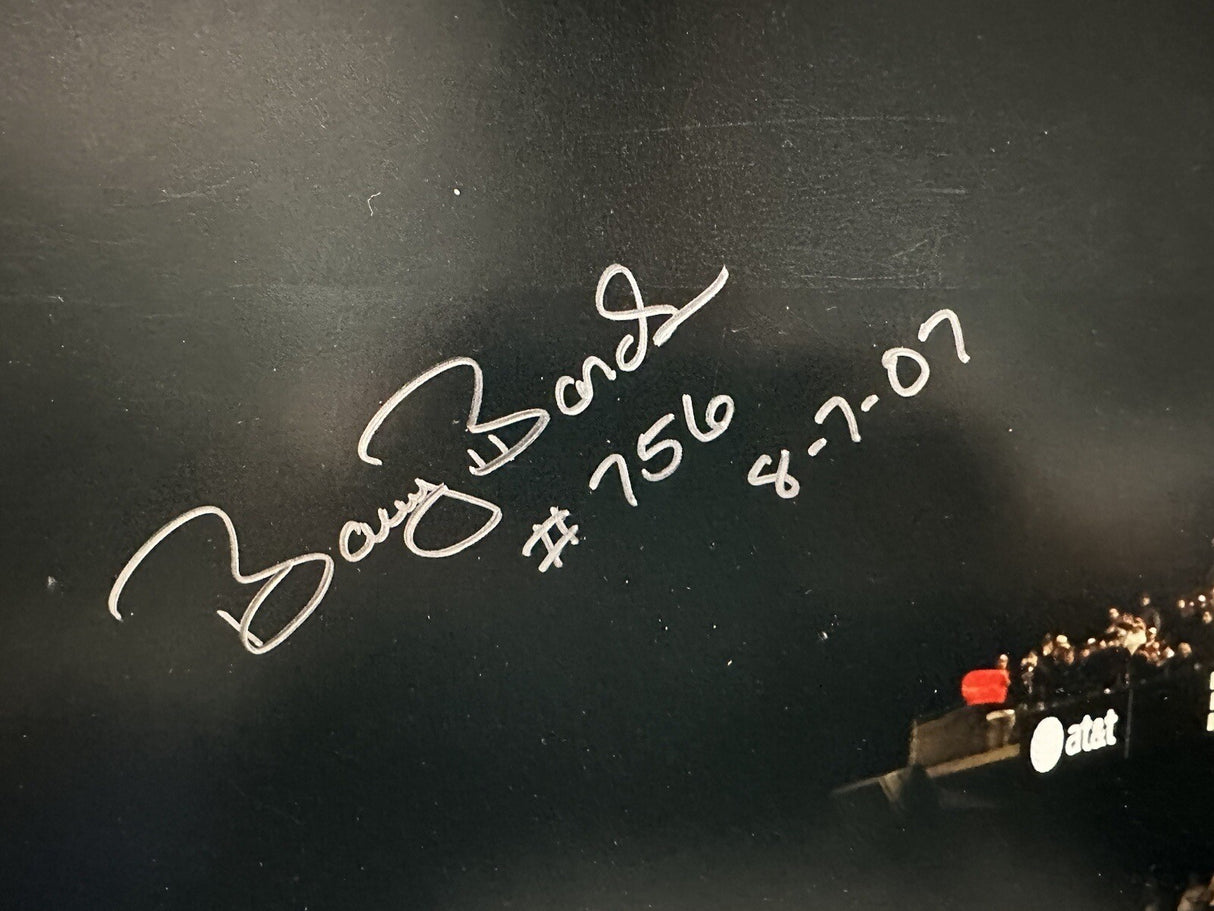 Barry Bonds
#756
8-7-07
at&t